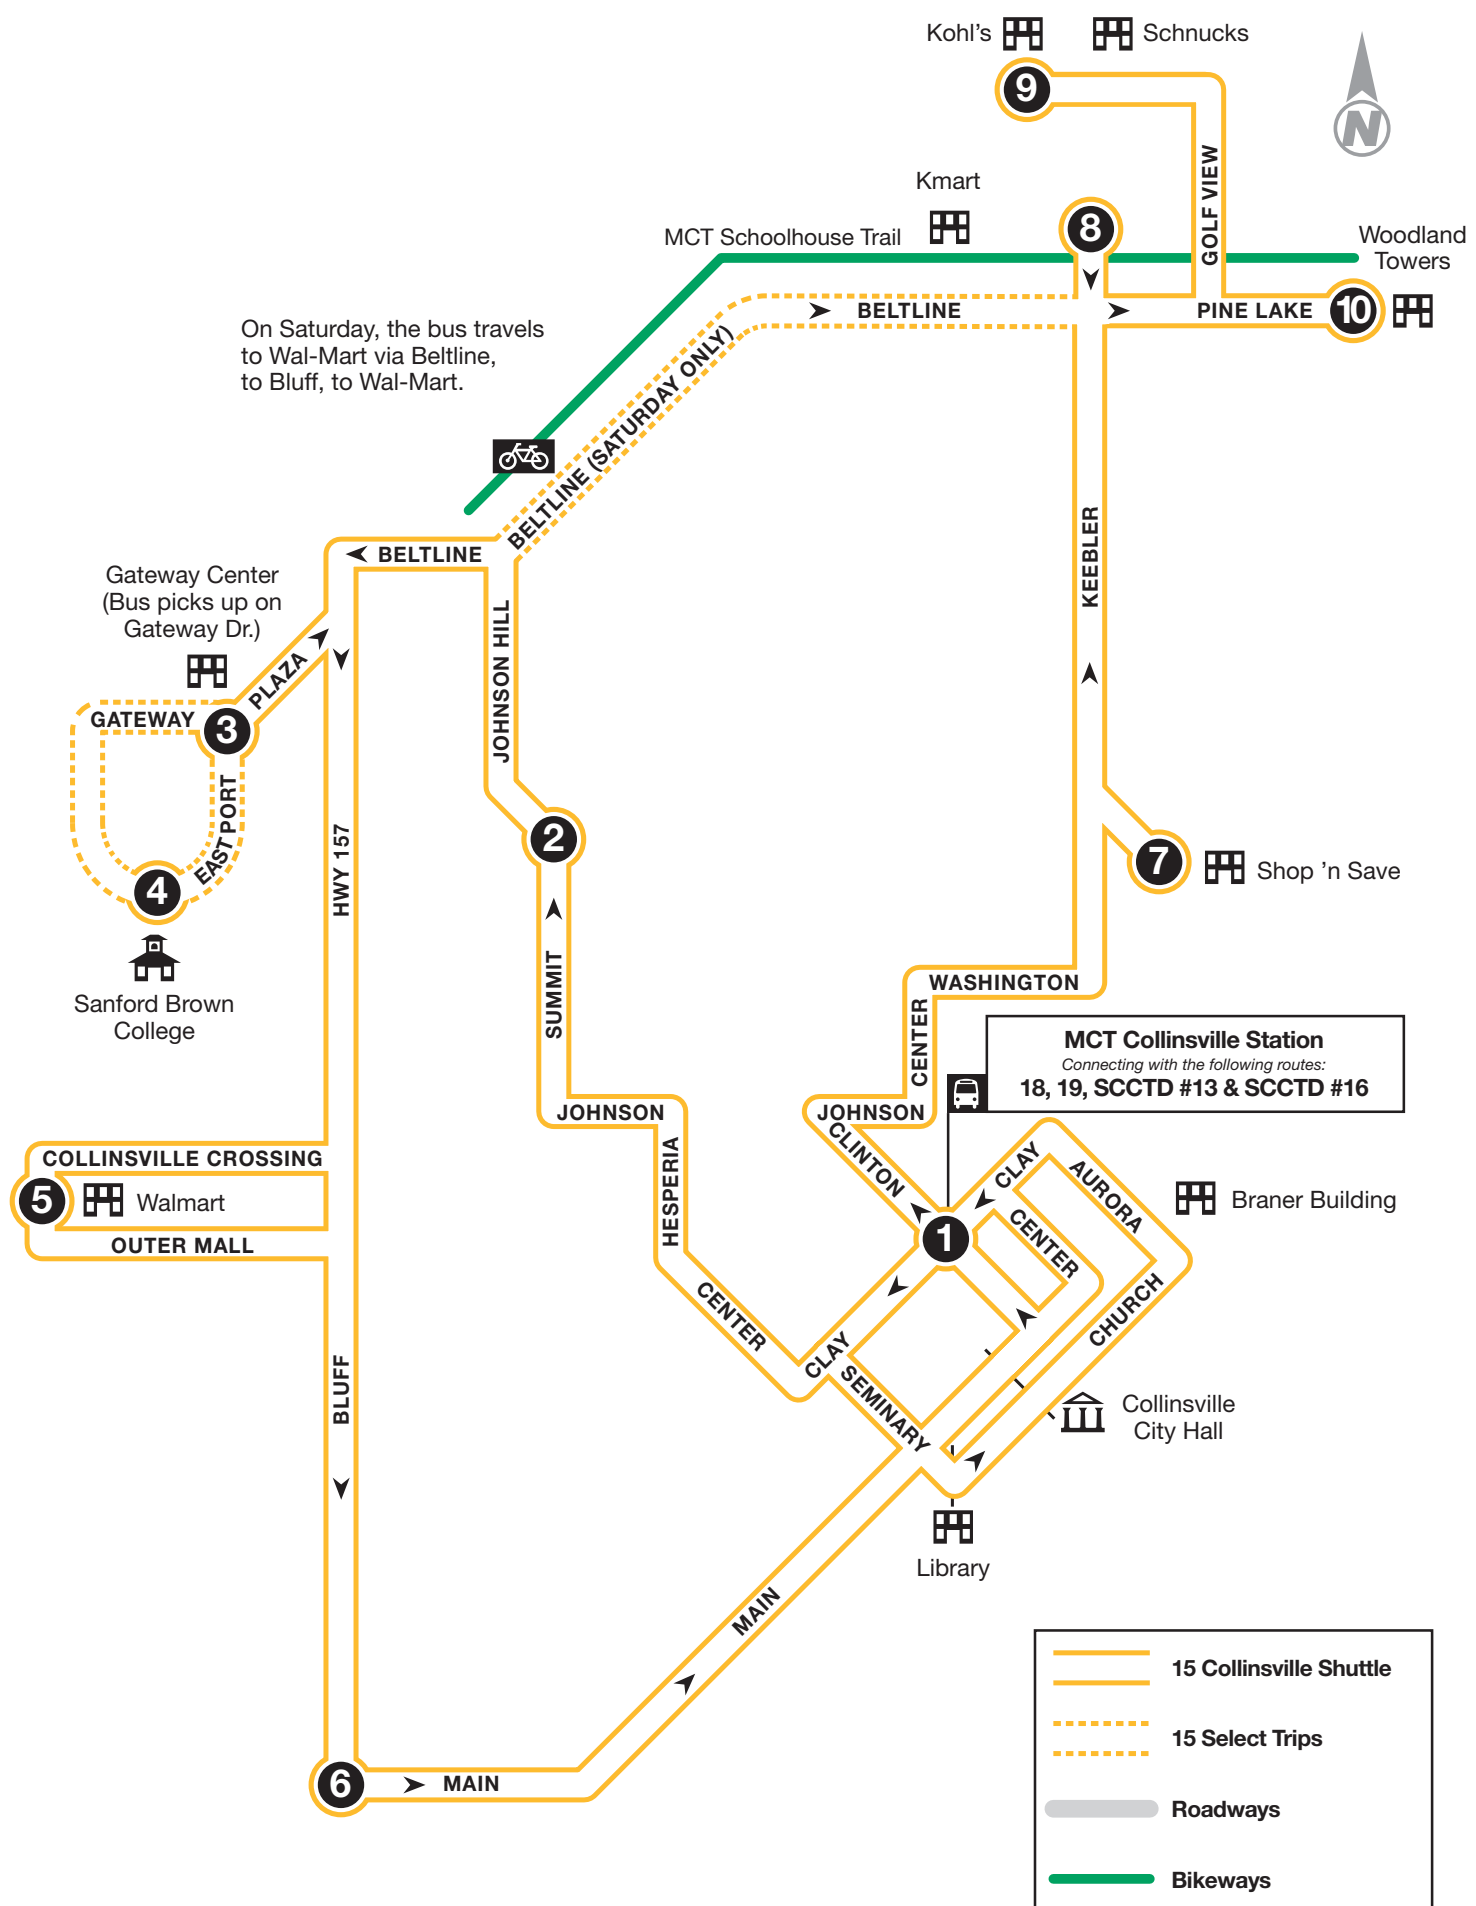 Kohl's
Schnucks
9
N
GOLF VIEW
Kmart
8
MCT Schoolhouse Trail
Woodland
Towers
BELTLINE
PINE LAKE
10
On Saturday, the bus travels
to Wal-Mart via Beltline,
to Bluff, to Wal-Mart.
BELTLINE (SATURDAY ONLY)
BELTLINE
KEEBLER
Gateway Center
(Bus picks up on
Gateway Dr.)
JOHNSON HILL
PLAZA
GATEWAY
3
EASTPORT
HWY 157
2
7
Shop 'n Save
4
Sanford Brown
College
SUMMIT
WASHINGTON
CENTER
MCT Collinsville Station
Connecting with the following routes:
18, 19, SCCTD #13 & SCCTD #16
JOHNSON
JOHNSON
CLINTON
CLAY
AURORA
COLLINSVILLE CROSSING
HESPERIA
5
Walmart
Braner Building
OUTER MALL
1
CENTER
CENTER
CHURCH
CLAY
SEMINARY
BLUFF
Collinsville
City Hall
Library
MAIN
6
MAIN
15 Collinsville Shuttle
15 Select Trips
Roadways
Bikeways